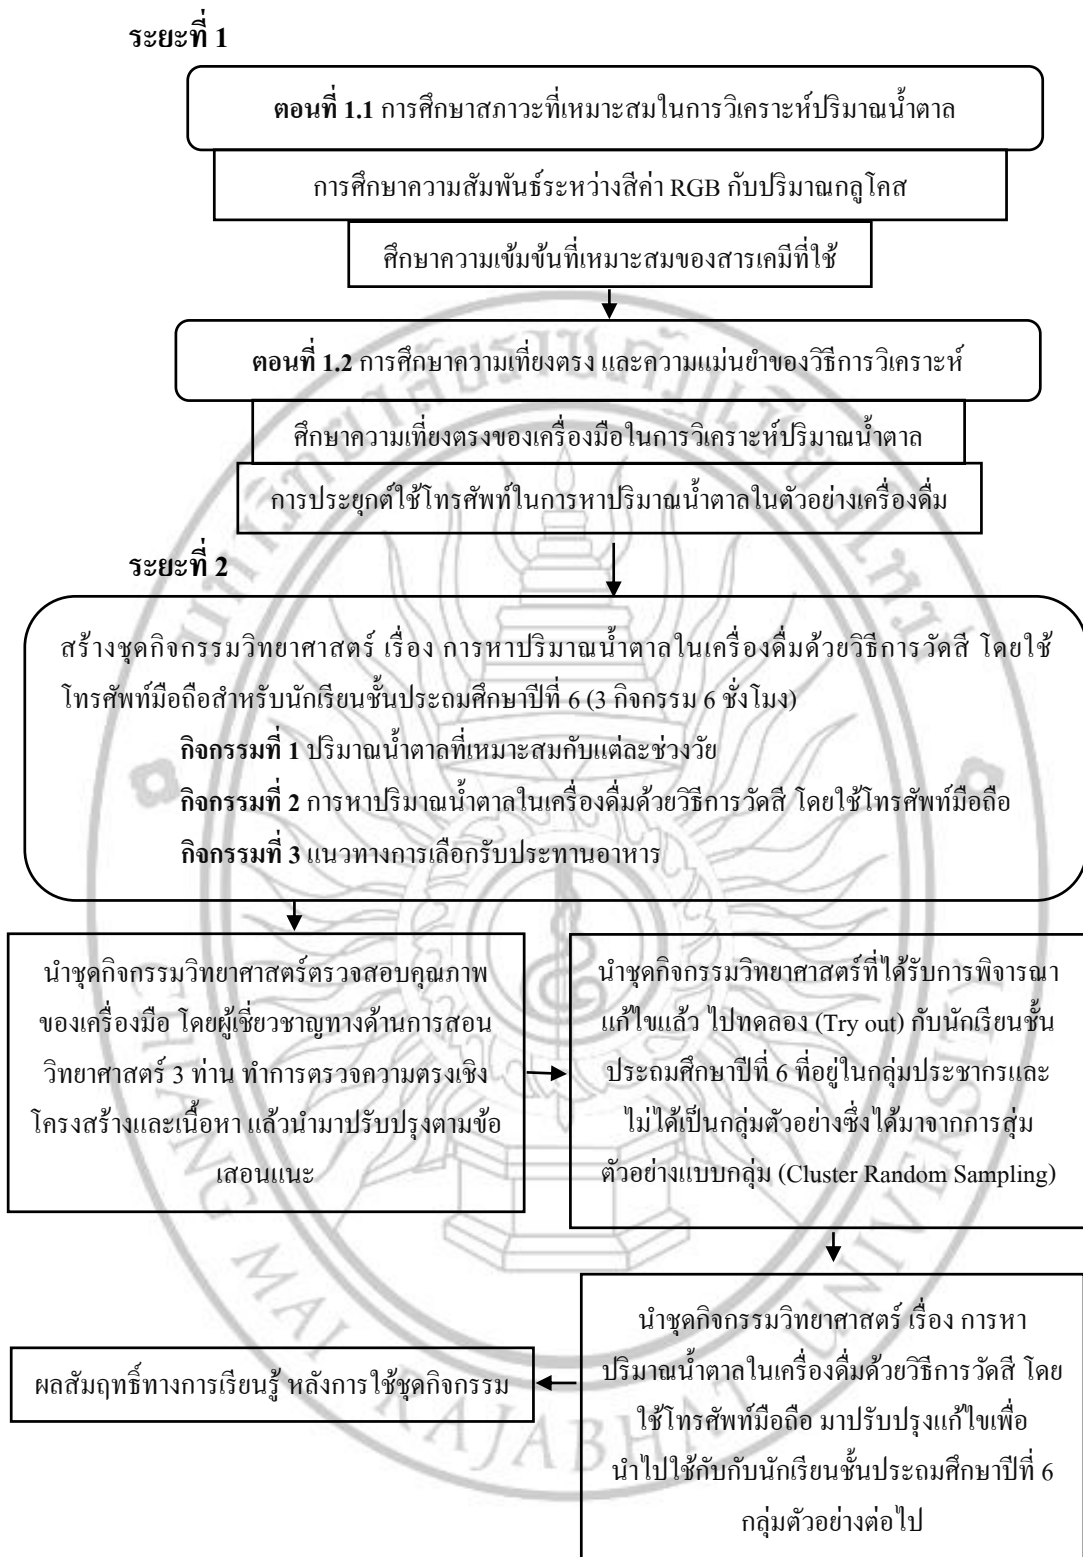 ระยะที่ 1
ตอนที่ 1.1 การศึกษาสภาวะที่เหมาะสมในการวิเคราะห์ปริมาณน้ำตาล
การศึกษาความสัมพันธ์ระหว่างสีค่า RGB กับปริมาณกลูโคส
ศึกษาความเข้มข้นที่เหมาะสมของสารเคมีที่ใช้
ตอนที่ 1.2 การศึกษาความเที่ยงตรง และความแม่นยำของวิธีการวิเคราะห์
ศึกษาความเที่ยงตรงของเครื่องมือในการวิเคราะห์ปริมาณน้ำตาล
การประยุกต์ใช้โทรศัพท์ในการหาปริมาณน้ำตาลในตัวอย่างเครื่องดื่ม
ระยะที่ 2
สร้างชุดกิจกรรมวิทยาศาสตร์ เรื่อง การหาปริมาณน้ำตาลในเครื่องดื่มด้วยวิธีการวัดสี โดยใช้
โทรศัพท์มือถือสำหรับนักเรียนชั้นประถมศึกษาปีที่ 6 (3 กิจกรรม 6 ชั่วโมง)
กิจกรรมที่ 1 ปริมาณน้ำตาลที่เหมาะสมกับแต่ละช่วงวัย
กิจกรรมที่ 2 การหาปริมาณน้ำตาลในเครื่องดื่มด้วยวิธีการวัดสี โดยใช้โทรศัพท์มือถือ
กิจกรรมที่ 3 แนวทางการเลือกรับประทานอาหาร
นำชุดกิจกรรมวิทยาศาสตร์ตรวจสอบคุณภาพ
ของเครื่องมือ โดยผู้เชี่ยวชาญทางด้านการสอน
วิทยาศาสตร์ 3 ท่าน ทำการตรวจความตรงเชิง
โครงสร้างและเนื้อหา แล้วนำมาปรับปรุงตามข้อ
เสนอแนะ
นำชุดกิจกรรมวิทยาศาสตร์ที่ได้รับการพิจารณา
แก้ไขแล้ว ไปทดลอง (Try out) กับนักเรียนชั้น
ประถมศึกษาปีที่ 6 ที่อยู่ในกลุ่มประชากรและ
ไม่ได้เป็นกลุ่มตัวอย่างซึ่งได้มาจากการสุ่ม
ตัวอย่างแบบกลุ่ม (Cluster Random Sampling)
นำชุดกิจกรรมวิทยาศาสตร์ เรื่อง การหา
ปริมาณน้ำตาลในเครื่องดื่มด้วยวิธีการวัดสี โดย
ใช้โทรศัพท์มือถือ มาปรับปรุงแก้ไขเพื่อ
นำไปใช้กับกับนักเรียนชั้นประถมศึกษาปีที่ 6
กลุ่มตัวอย่างต่อไป
ผลสัมฤทธิ์ทางการเรียนรู้ หลังการใช้ชุดกิจกรรม
มหาวิทยาลัยราชภัฏเชียงใหม่
CHIANG MAI RAJABHAT UNIVERSITY